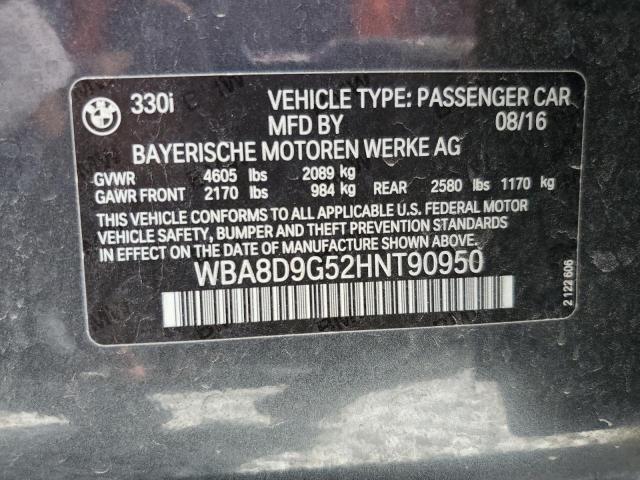 330i VEHICLE TYPE: PASSENGER CAR
MFD BY 08/16
BAYERISCHE MOTOREN WERKE AG
GVWR 4605 lbs 2089 kg
GAWR FRONT 2170 lbs 984 kg REAR 2580 lbs 1170 kg
THIS VEHICLE CONFORMS TO ALL APPLICABLE U.S. FEDERAL MOTOR
VEHICLE SAFETY, BUMPER, AND THEFT PREVENTION STANDARDS
IN EFFECT ON THE DATE OF MANUFACTURE SHOWN ABOVE.
WBA8D9G52HNT90950
2 122 606